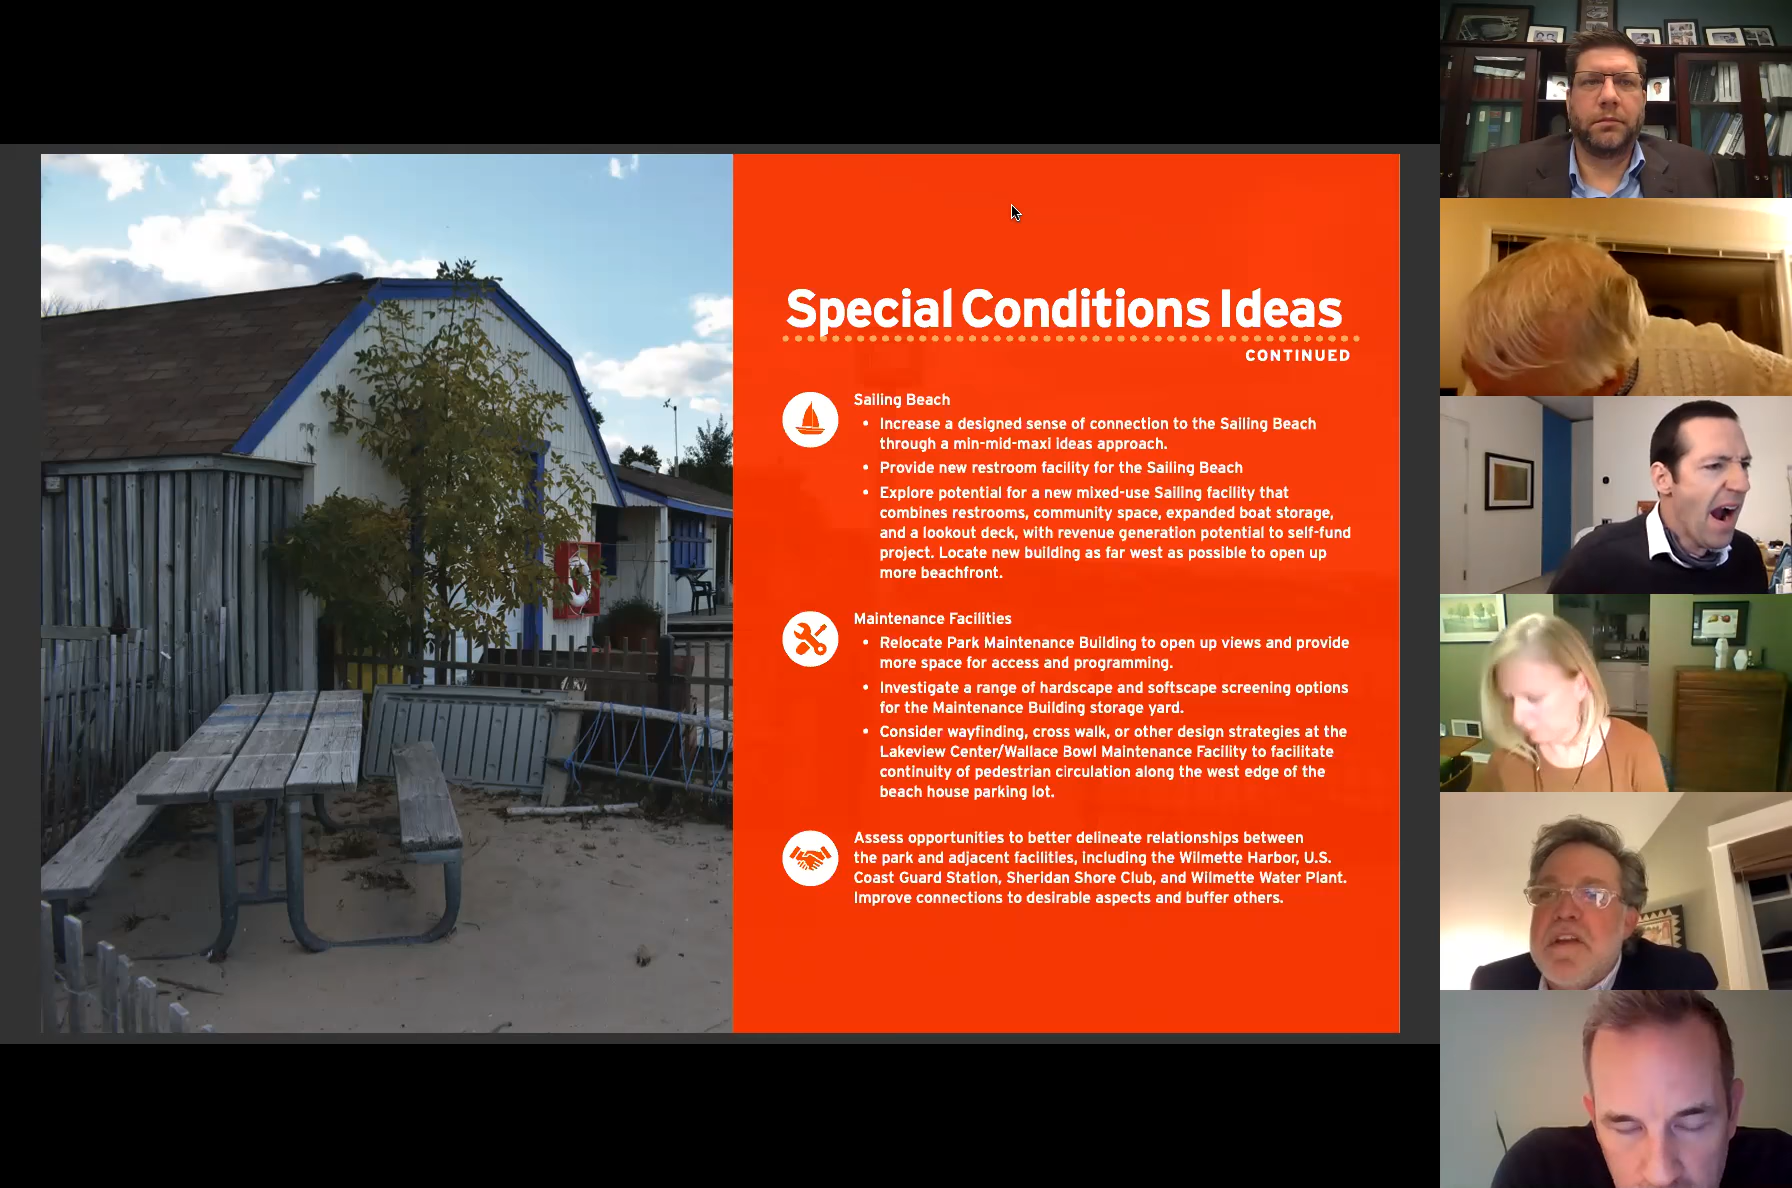 Special Conditions Ideas
CONTINUED
Sailing Beach
• Increase a designed sense of connection to the Sailing Beach
through a min-mid-maxi ideas approach.
• Provide new restroom facility for the Sailing Beach
• Explore potential for a new mixed-use Sailing facility that
combines restrooms, community space, expanded boat storage,
and a lookout deck, with revenue generation potential to self-fund
project. Locate new building as far west as possible to open up
more beachfront.
Maintenance Facilities
• Relocate Park Maintenance Building to open up views and provide
more space for access and programming.
• Investigate a range of hardscape and softscape screening options
for the Maintenance Building storage yard.
• Consider wayfinding, cross walk, or other design strategies at the
Lakeview Center/Wallace Bowl Maintenance Facility to facilitate
continuity of pedestrian circulation along the west edge of the
beach house parking lot.
Assess opportunities to better delineate relationships between
the park and adjacent facilities, including the Wilmette Harbor, U.S.
Coast Guard Station, Sheridan Shore Club, and Wilmette Water Plant.
Improve connections to desirable aspects and buffer others.